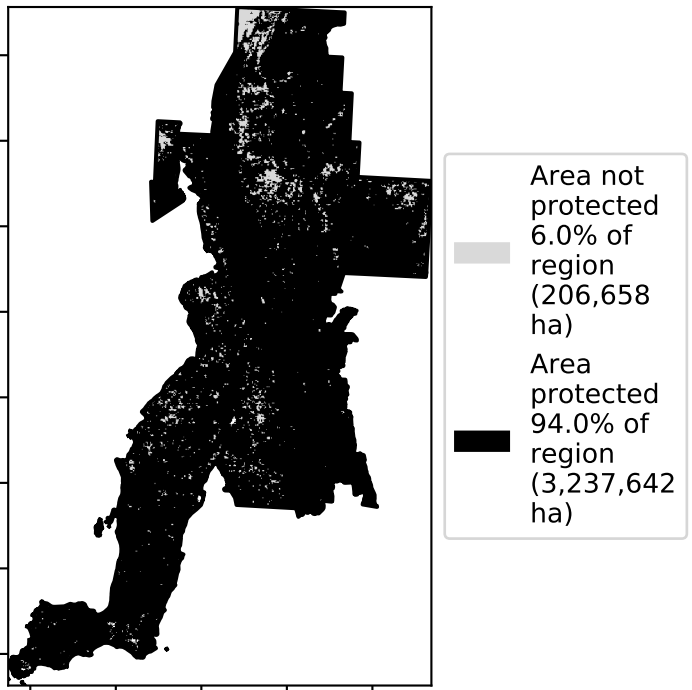 Area not
protected
6.0% of
region
(206,658
ha)
Area
protected
94.0% of
region
(3,237,642
ha)